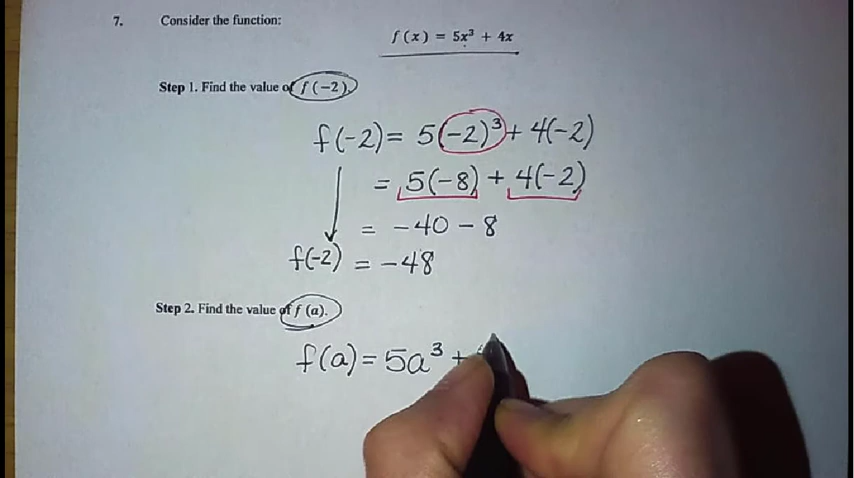 7. Consider the function:
f(x) = 5x³ + 4x
Step 1. Find the value of f(−2).
f(-2) = 5(-2)³ + 4(-2)
= 5(-8) + 4(-2)
= -40 - 8
f(-2) = -48
Step 2. Find the value of f (a).
f(a) = 5a³ +